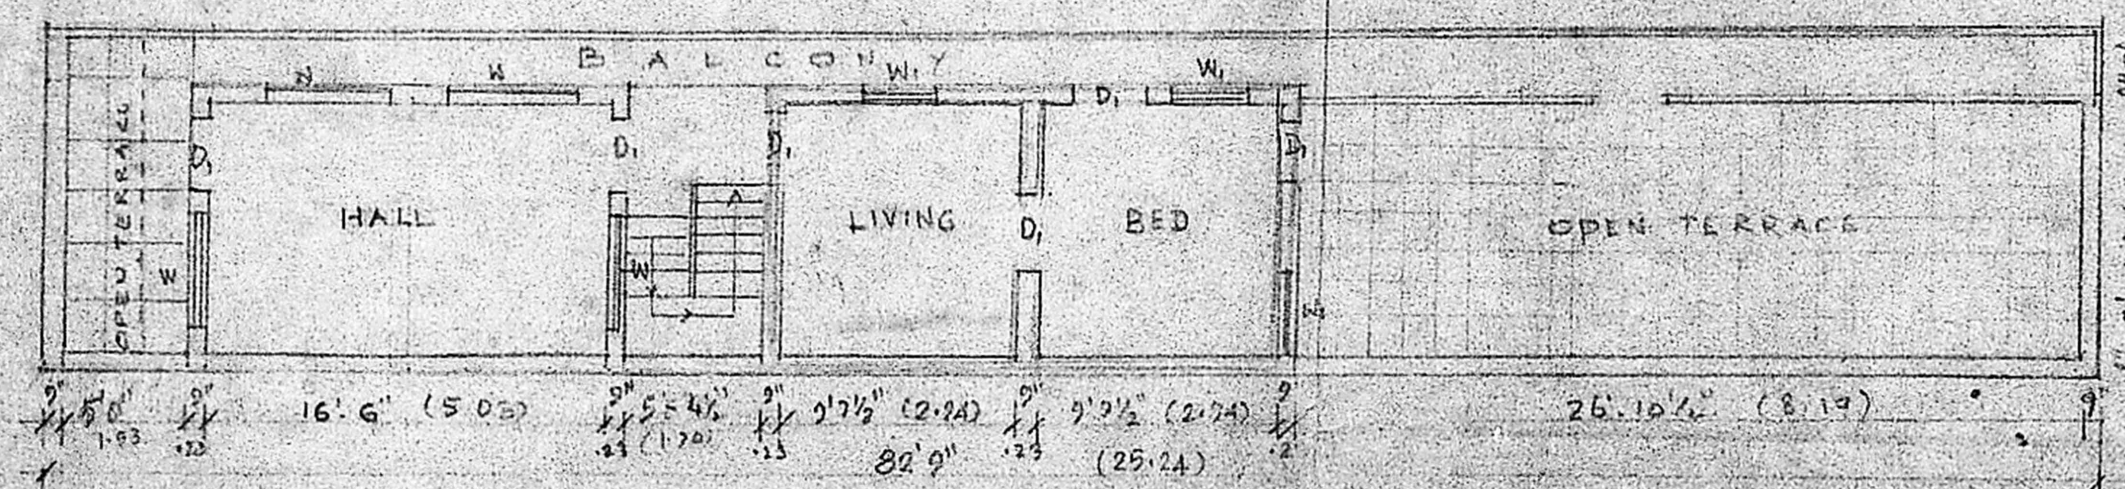 BALCONY
W W W₁ W₁
D₁
D₁ D₁ D₁ D₁
OPEN TERRACE HALL LIVING BED OPEN TERRACE
D₁
W W
9" 5'0" 9" 16'.6" (5.03) 9" 5'-4½" 9" 9'7½" (2.94) 9" 9'7½" (2.94) 9 26'.10½" (8.19) 9"
1.53 .23 .23 (1.70) .23 .23 .2
82'9" (25.24)